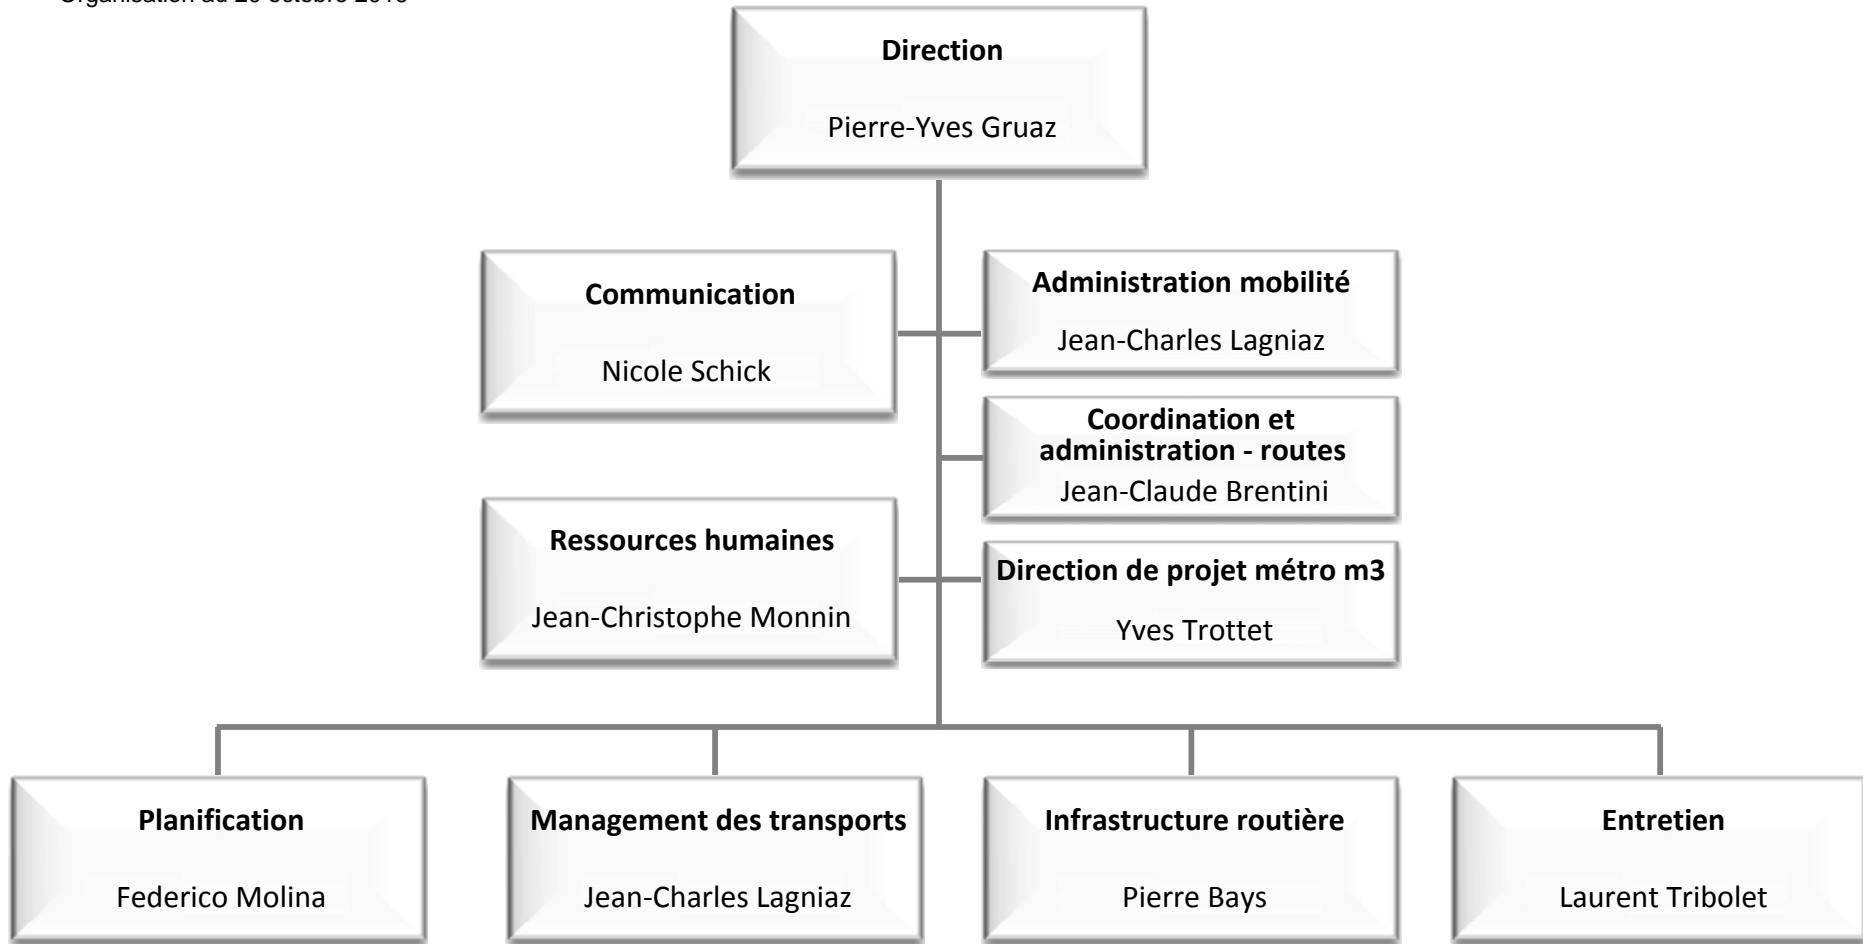 Direction
Pierre-Yves Gruaz
Communication
Nicole Schick
Administration mobilité
Jean-Charles Lagniaz
Coordination et
administration - routes
Jean-Claude Brentini
Ressources humaines
Jean-Christophe Monnin
Direction de projet métro m3
Yves Trottet
Planification
Federico Molina
Management des transports
Jean-Charles Lagniaz
Infrastructure routière
Pierre Bays
Entretien
Laurent Tribolet